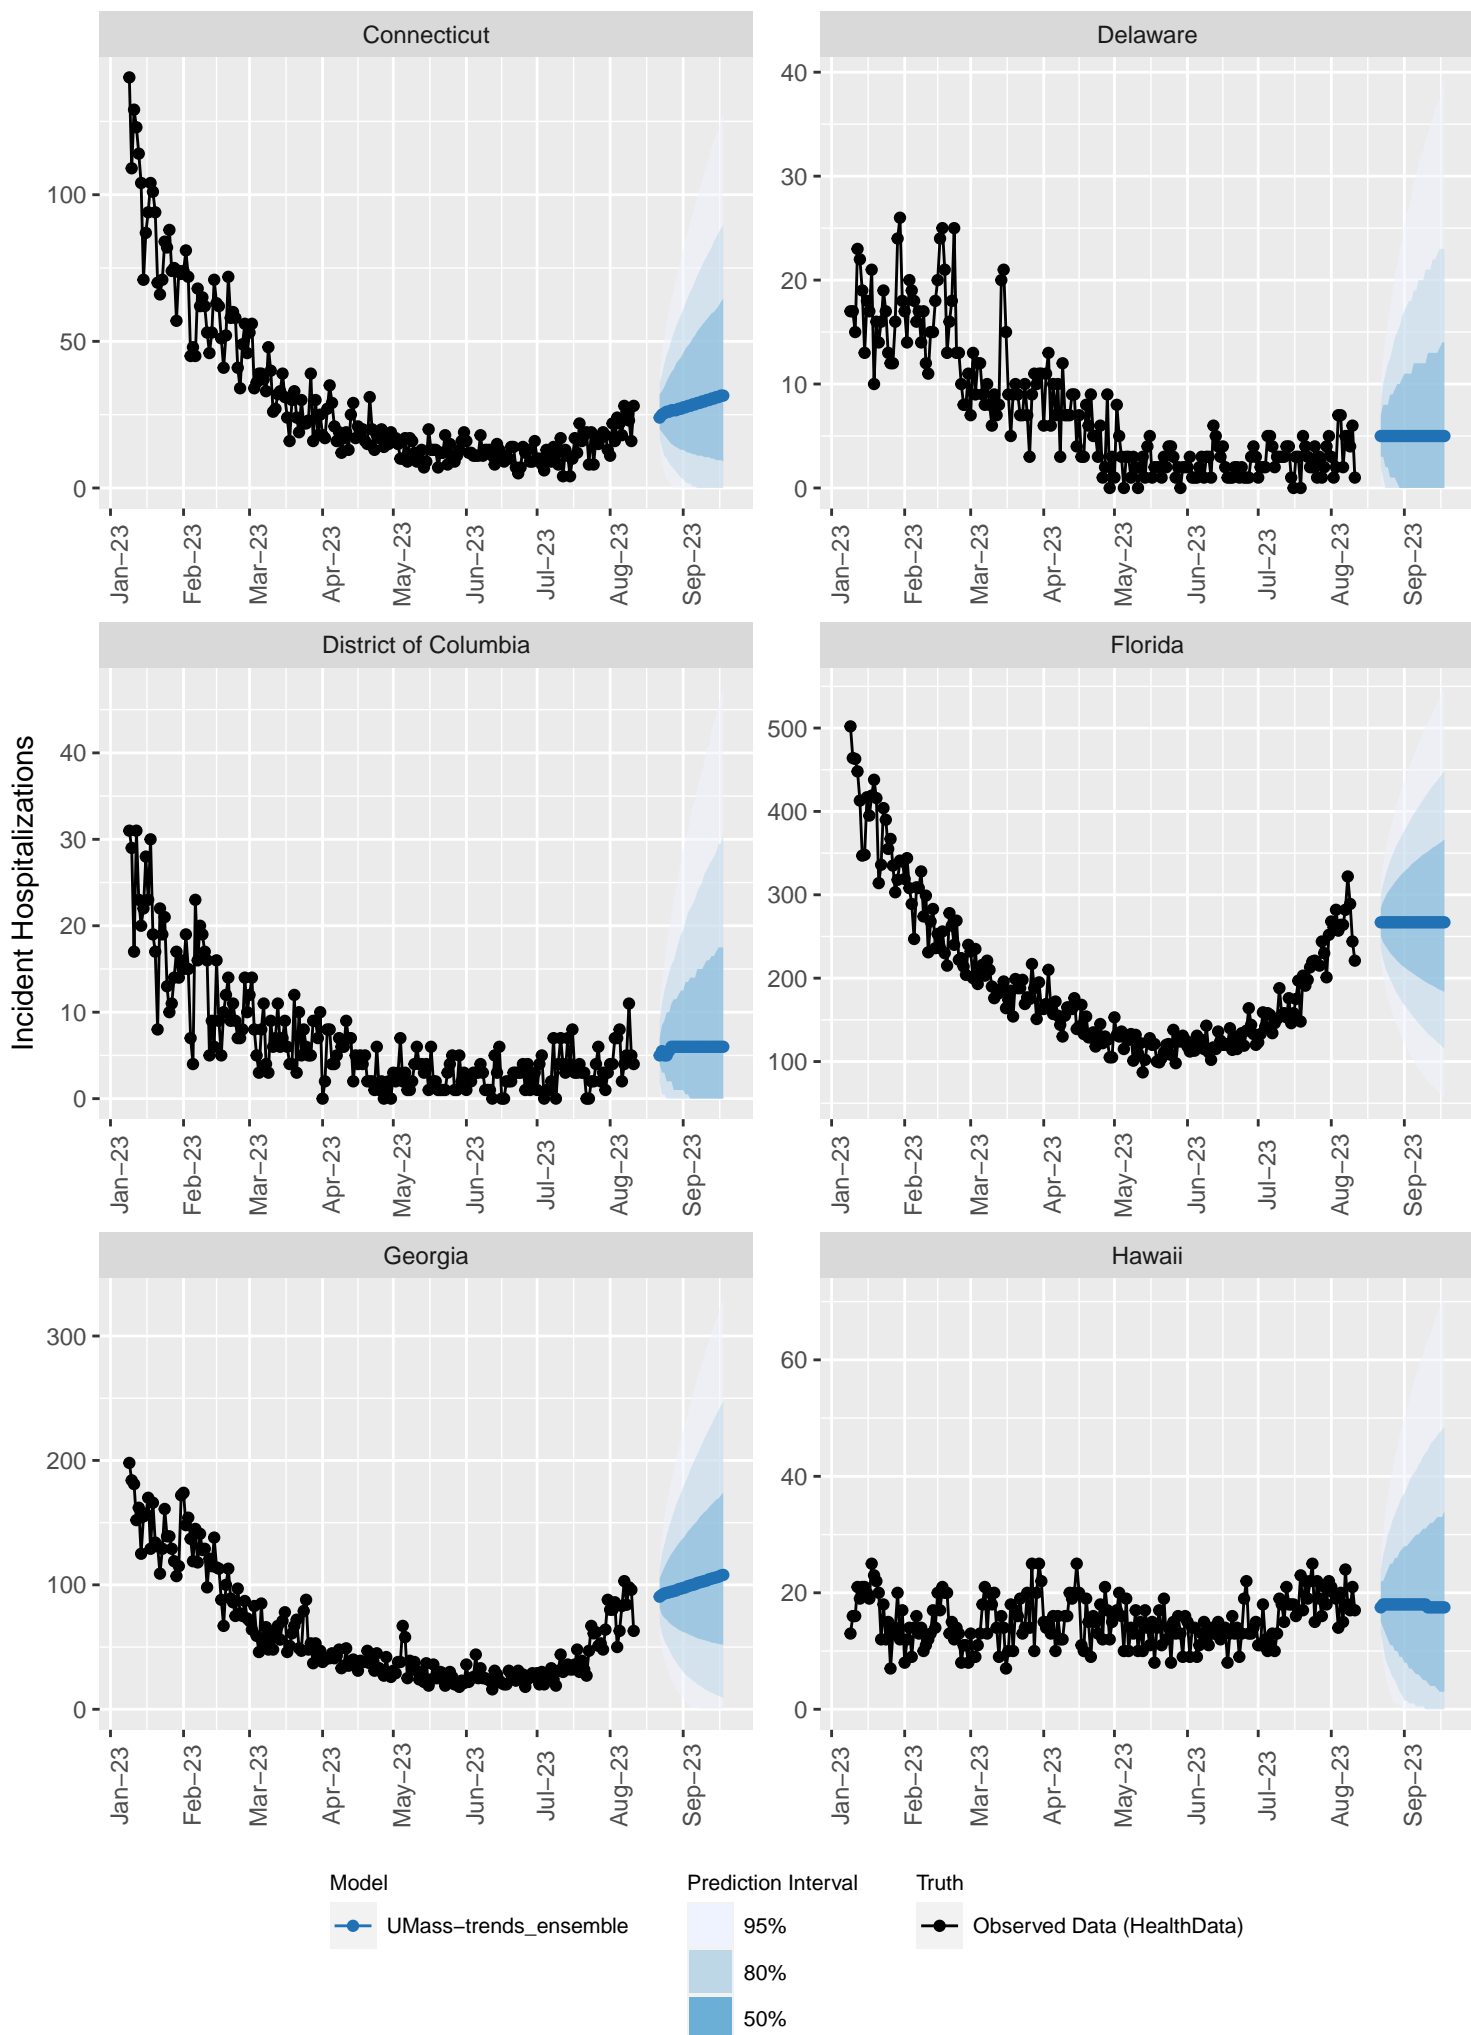 Incident Hospitalizations
Connecticut
100
50
0
Jan−23 Feb−23 Mar−23 Apr−23 May−23 Jun−23 Jul−23 Aug−23 Sep−23
Delaware
40
30
20
10
0
Jan−23 Feb−23 Mar−23 Apr−23 May−23 Jun−23 Jul−23 Aug−23 Sep−23
District of Columbia
40
30
20
10
0
Jan−23 Feb−23 Mar−23 Apr−23 May−23 Jun−23 Jul−23 Aug−23 Sep−23
Florida
500
400
300
200
100
Jan−23 Feb−23 Mar−23 Apr−23 May−23 Jun−23 Jul−23 Aug−23 Sep−23
Georgia
300
200
100
0
Jan−23 Feb−23 Mar−23 Apr−23 May−23 Jun−23 Jul−23 Aug−23 Sep−23
Hawaii
60
40
20
0
Jan−23 Feb−23 Mar−23 Apr−23 May−23 Jun−23 Jul−23 Aug−23 Sep−23
Model
UMass−trends_ensemble
Prediction Interval
95%
80%
50%
Truth
Observed Data (HealthData)